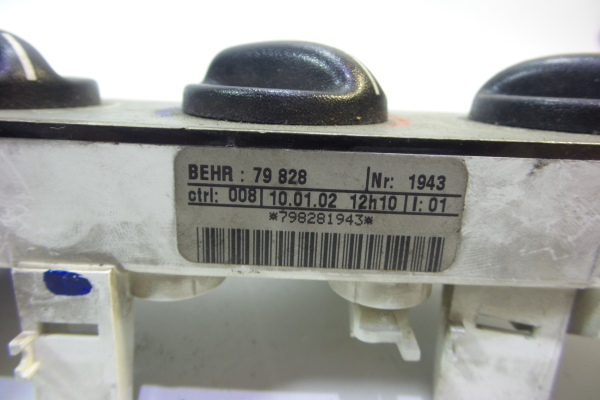 BEHR : 79 828 Nr: 1943
ctrl: 008 10.01.02 12h10 I: 01
*798281943*